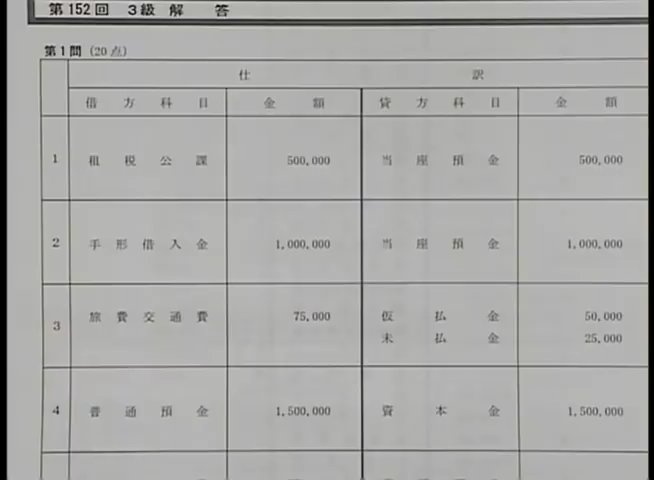 第152回 3級 解 答
第1問 (20点)
仕 訳
借方科目 金額 貸方科目 金額
1 租税公課 500,000 当座預金 500,000
2 手形借入金 1,000,000 当座預金 1,000,000
3 旅費交通費 75,000 仮払金 50,000
未払金 25,000
4 普通預金 1,500,000 資本金 1,500,000